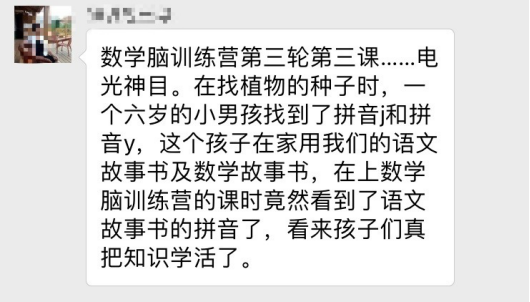 数学脑训练营第三轮第三课……电
光神目。在找植物的种子时，一
个六岁的小男孩找到了拼音j和拼
音y，这个孩子在家用我们的语文
故事书及数学故事书，在上数学
脑训练营的课时竟然看到了语文
故事书的拼音了，看来孩子们真
把知识学活了。